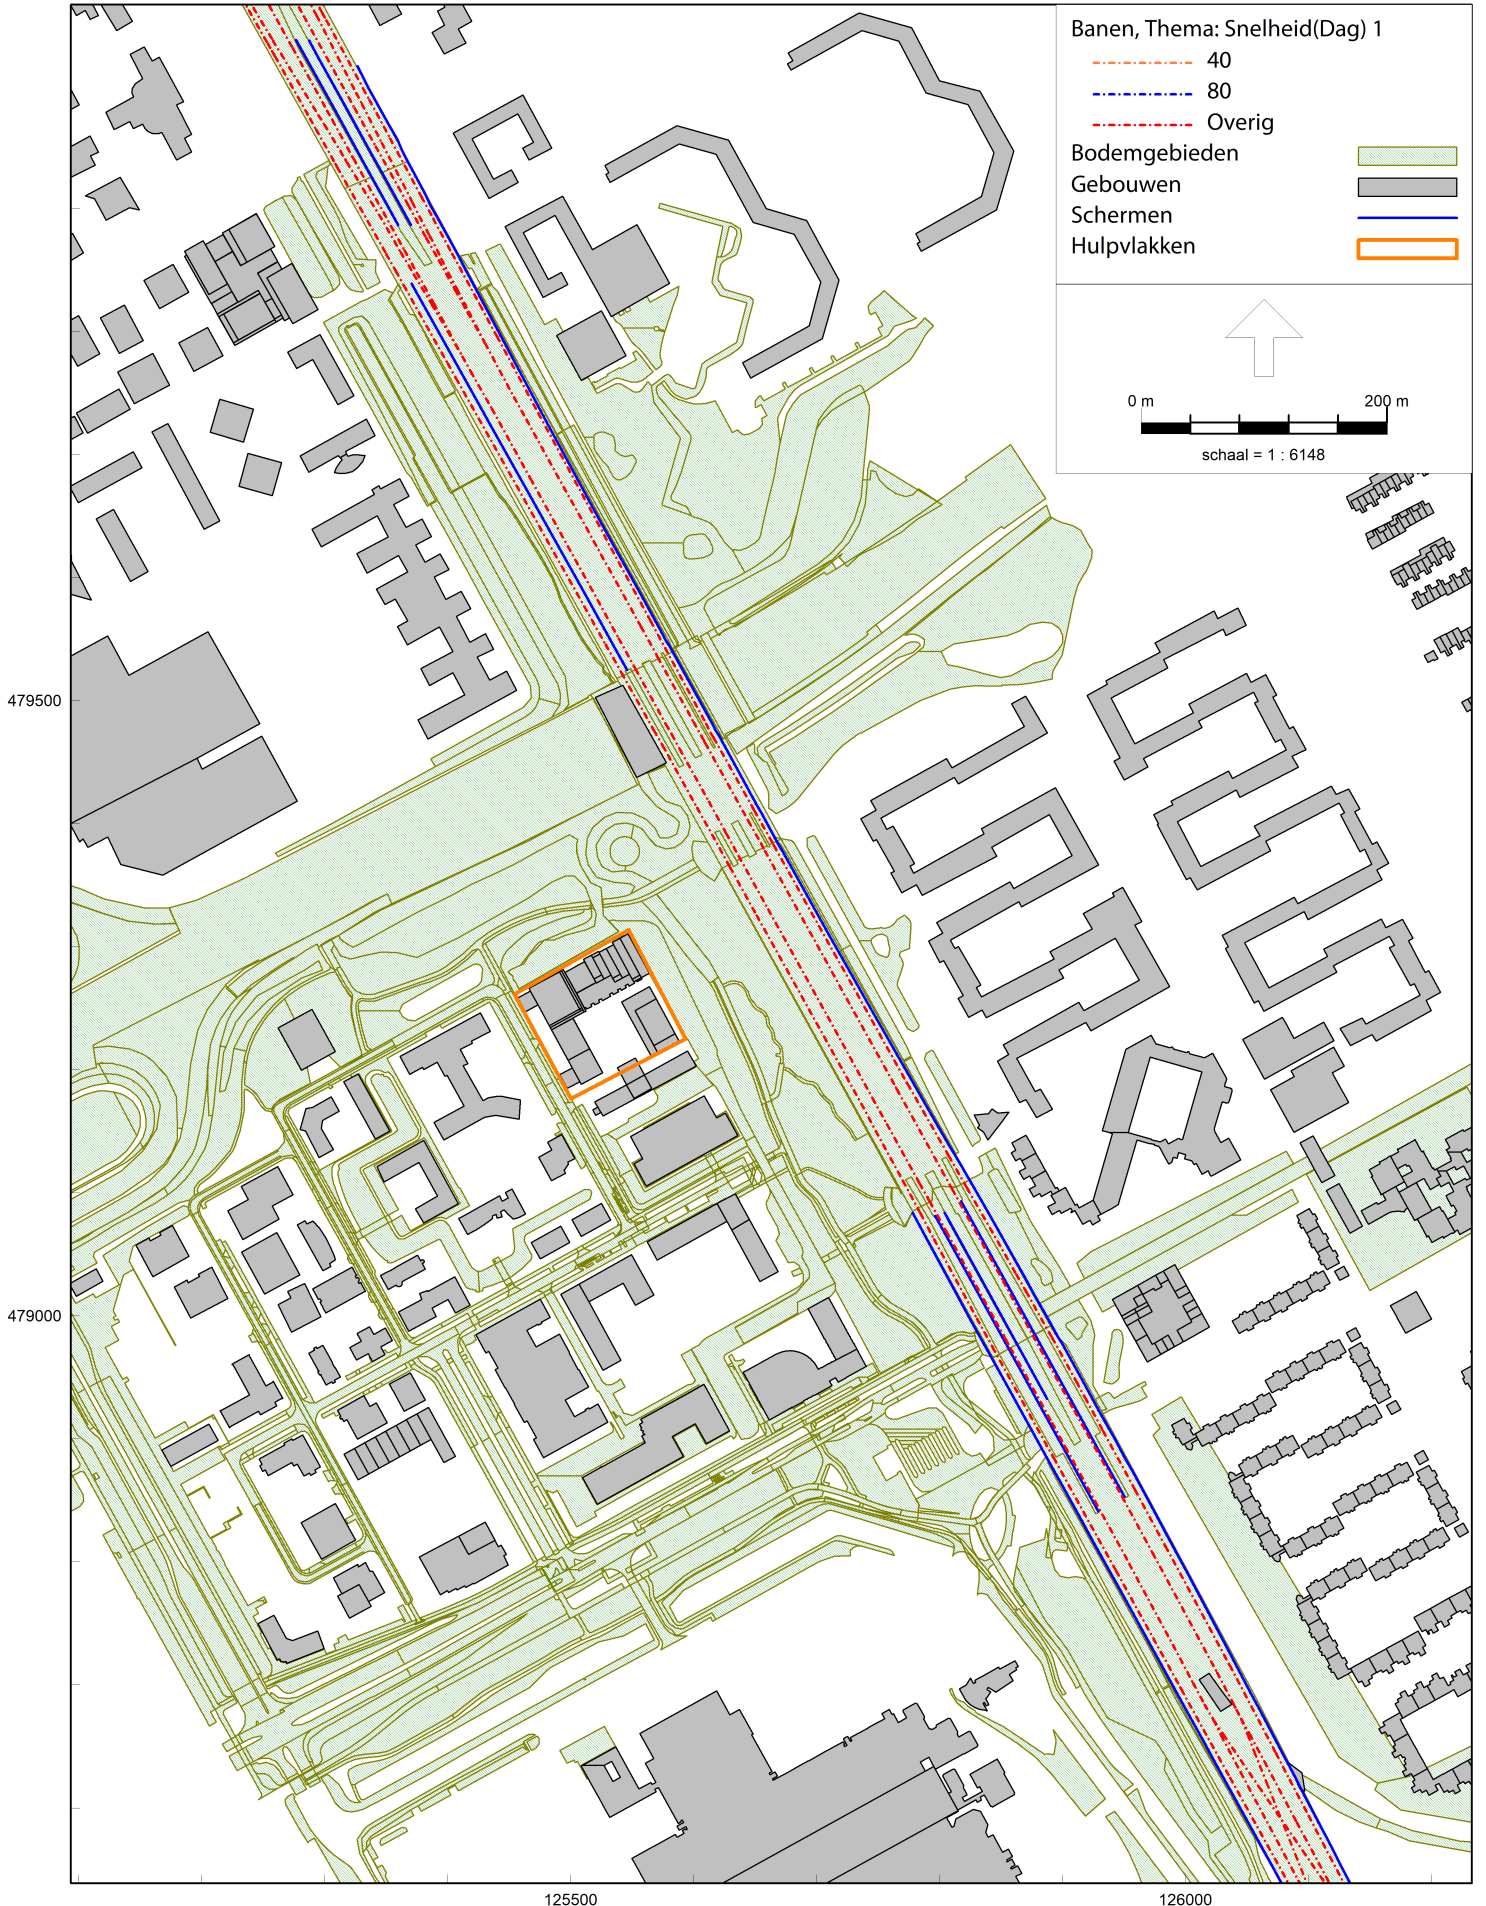 Banen, Thema: Snelheid(Dag) 1
40
80
Overig
Bodemgebieden
Gebouwen
Schermen
Hulpvlakken
0 m 200 m
schaal = 1 : 6148
479500
479000
125500 126000